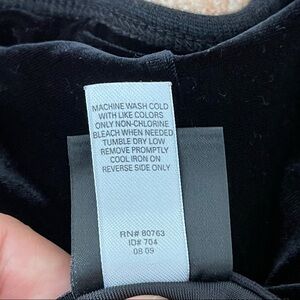 MACHINE WASH COLD
WITH LIKE COLORS
ONLY NON-CHLORINE
BLEACH WHEN NEEDED
TUMBLE DRY LOW
REMOVE PROMPTLY
COOL IRON ON
REVERSE SIDE ONLY
RN# 80763
ID# 704
08 09